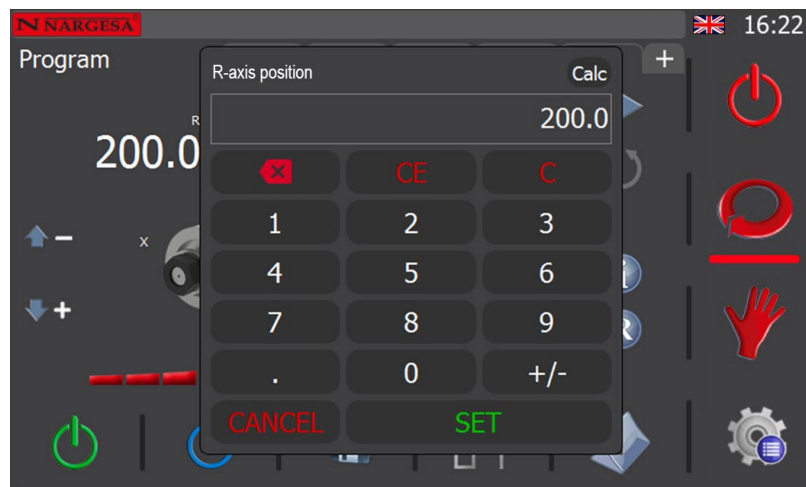 N NARGESA
16:22
Program
R-axis position
Calc
+
200.0
R
200.0
CE
C
1
2
3
−
x
4
5
6
+
7
8
9
R
.
0
+/-
CANCEL
SET